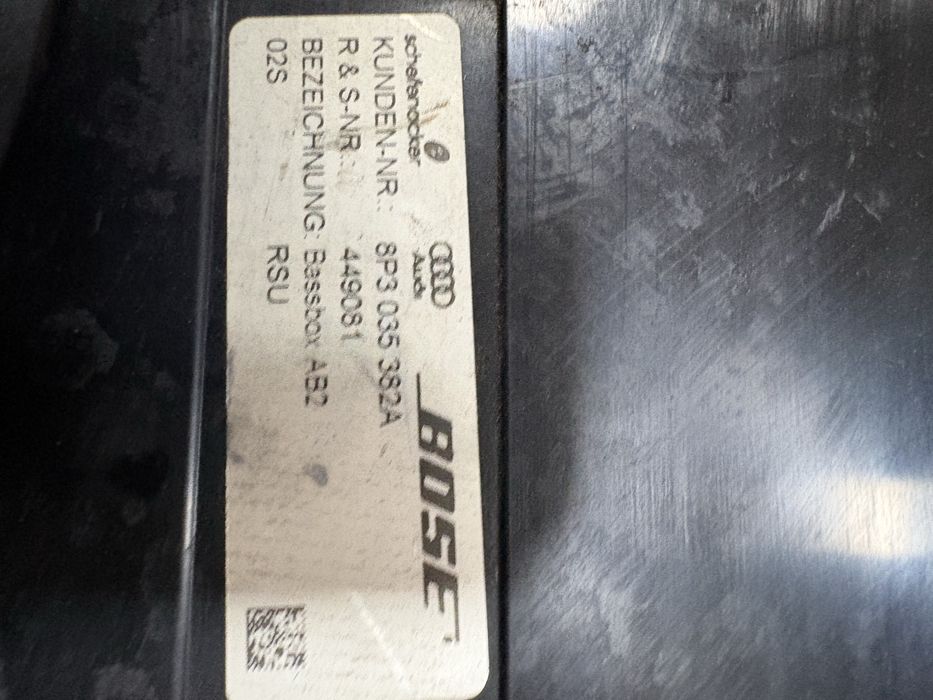 schefenacker Audi BOSE
KUNDEN-NR.: 8P3 035 382A
R & S-NR.: 449081
BEZEICHNUNG: Bassbox AB2
02S RSU